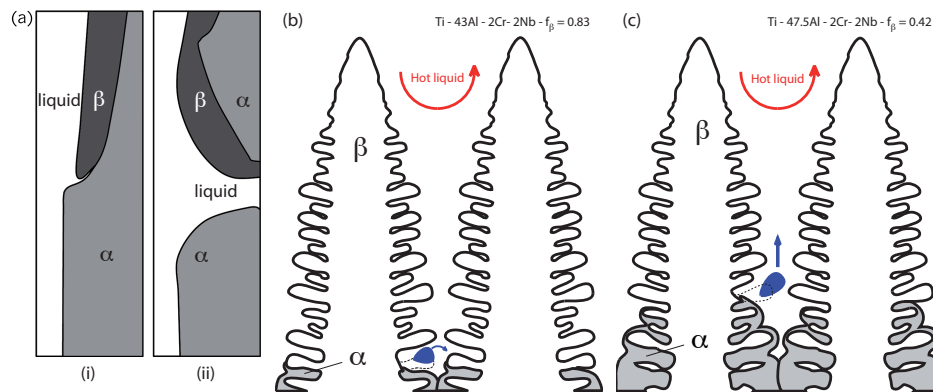 (a)
liquid
β
α
(i)
β
α
liquid
α
(ii)
(b)
Ti - 43Al - 2Cr- 2Nb - fβ = 0.83
Hot liquid
β
α
(c)
Ti - 47.5Al - 2Cr- 2Nb - fβ = 0.42
Hot liquid
β
α